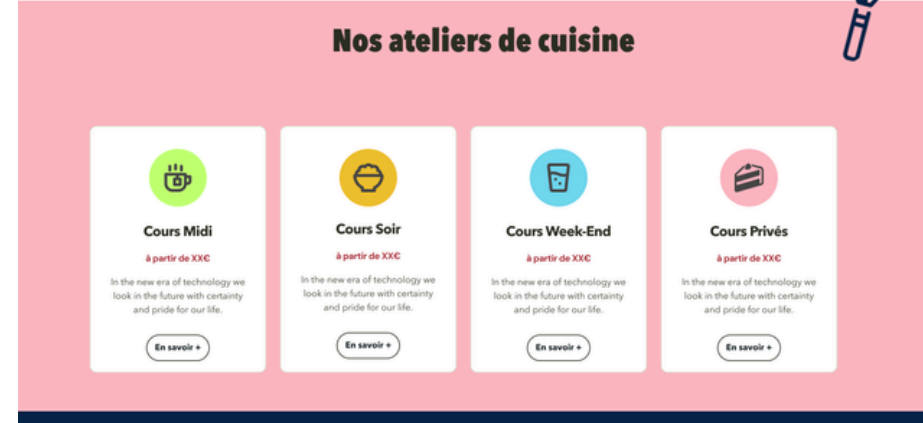 Nos ateliers de cuisine
Cours Midi
à partir de XX€
In the new era of technology we
look in the future with certainty
and pride for our life.
En savoir +
Cours Soir
à partir de XX€
In the new era of technology we
look in the future with certainty
and pride for our life.
En savoir +
Cours Week-End
à partir de XX€
In the new era of technology we
look in the future with certainty
and pride for our life.
En savoir +
Cours Privés
à partir de XX€
In the new era of technology we
look in the future with certainty
and pride for our life.
En savoir +